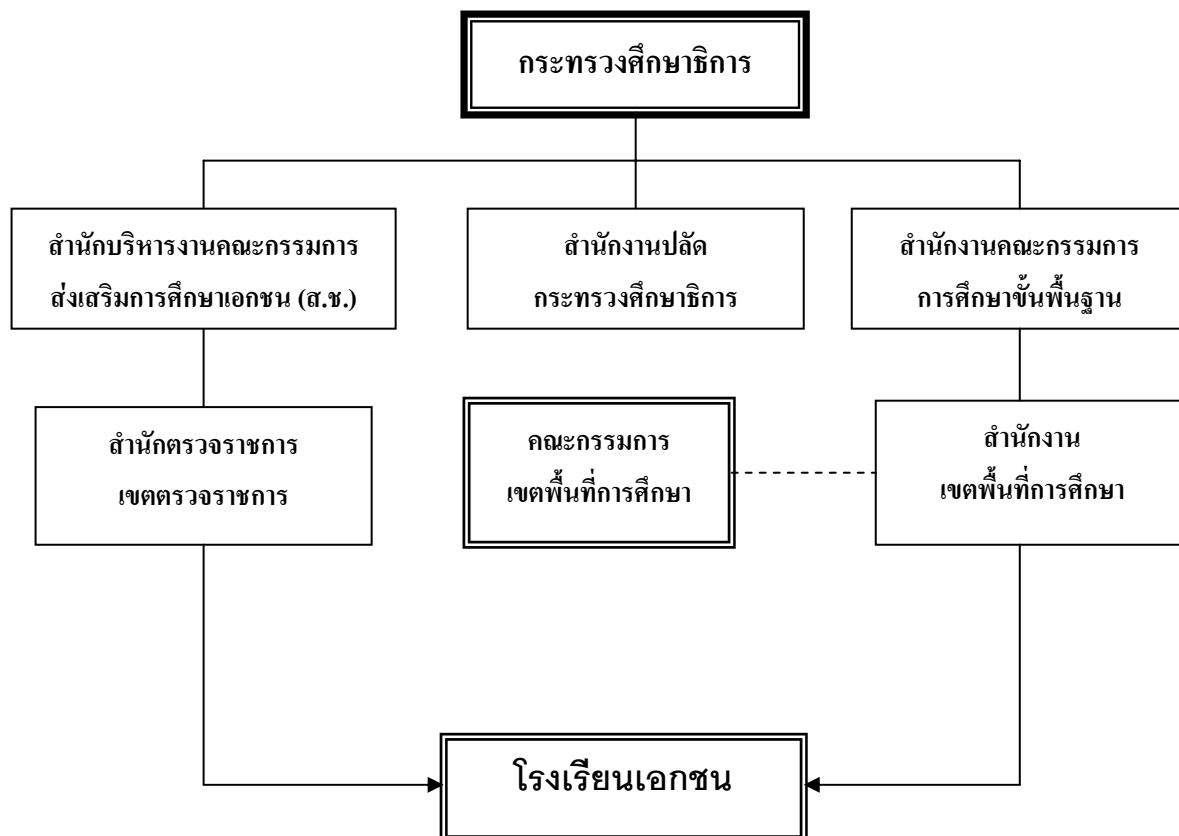 กระทรวงศึกษาธิการ
สำนักบริหารงานคณะกรรมการ
ส่งเสริมการศึกษาเอกชน (ส.ช.)
สำนักงานปลัด
กระทรวงศึกษาธิการ
สำนักงานคณะกรรมการ
การศึกษาขั้นพื้นฐาน
สำนักตรวจราชการ
เขตตรวจราชการ
คณะกรรมการ
เขตพื้นที่การศึกษา
สำนักงาน
เขตพื้นที่การศึกษา
โรงเรียนเอกชน